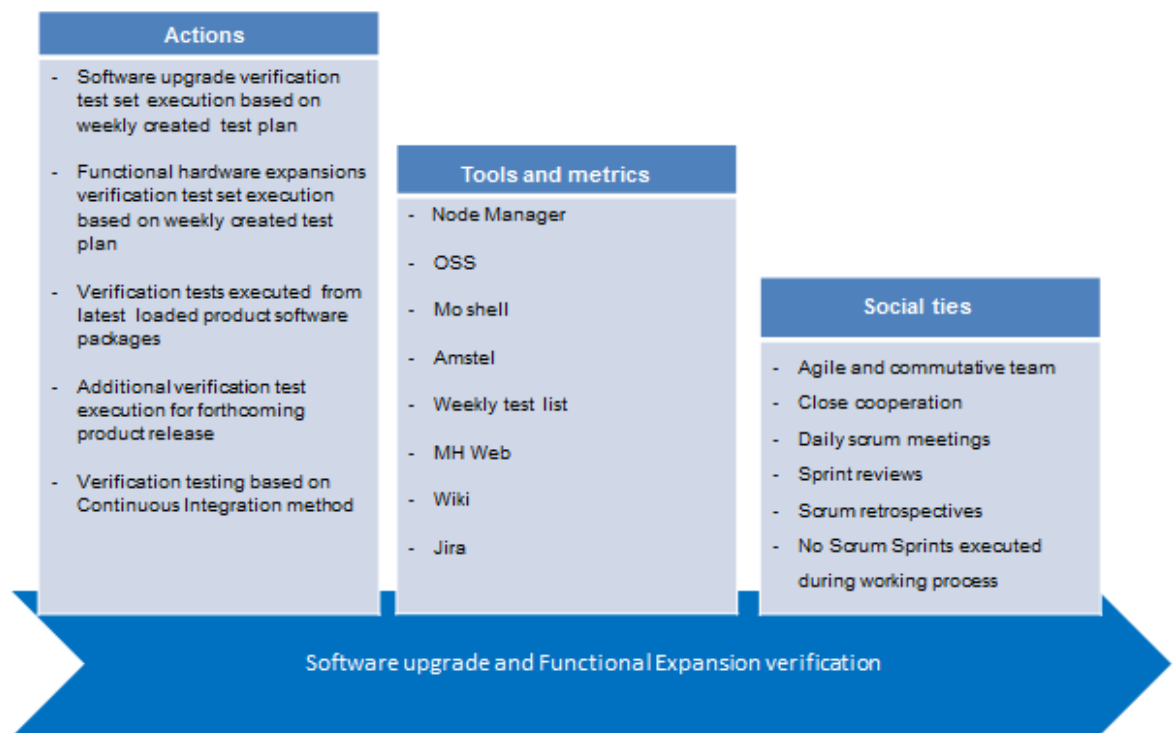 Actions
- Software upgrade verification
test set execution based on
weekly created test plan
- Functional hardware expansions
verification test set execution
based on weekly created test
plan
- Verification tests executed from
latest loaded product software
packages
- Additional verification test
execution for forthcoming
product release
- Verification testing based on
Continuous Integration method
Tools and metrics
- Node Manager
- OSS
- Mo shell
- Amstel
- Weekly test list
- MH Web
- Wiki
- Jira
Social ties
- Agile and commutative team
- Close cooperation
- Daily scrum meetings
- Sprint reviews
- Scrum retrospectives
- No Scrum Sprints executed
during working process
Software upgrade and Functional Expansion verification